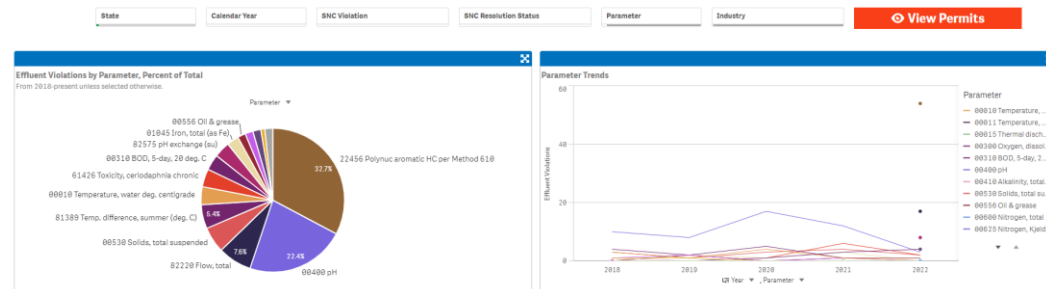 State
Calendar Year
SNC Violation
SNC Resolution Status
Parameter
Industry
View Permits
Effluent Violations by Parameter, Percent of Total
From 2018-present unless selected otherwise.
Parameter
00556 Oil & grease
01045 Iron, total (as Fe)
82575 pH exchange (su)
00310 BOD, 5-day, 20 deg. C
61426 Toxicity, ceriodaphnia chronic
00010 Temperature, water deg. centigrade
81389 Temp. difference, summer (deg. C)
00530 Solids, total suspended
82220 Flow, total
00400 pH
22456 Polynuc aromatic HC per Method 610
32.7%
22.4%
7.6%
6.4%
Parameter Trends
Effluent Violations
60
40
20
0
2018
2019
2020
2021
2022
Year , Parameter
Parameter
00010 Temperature, ...
00011 Temperature, ...
00015 Thermal disch...
00300 Oxygen, dissol...
00310 BOD, 5-day, 2...
00400 pH
00410 Alkalinity, total...
00530 Solids, total su...
00556 Oil & grease
00600 Nitrogen, total
00625 Nitrogen, Kjeld